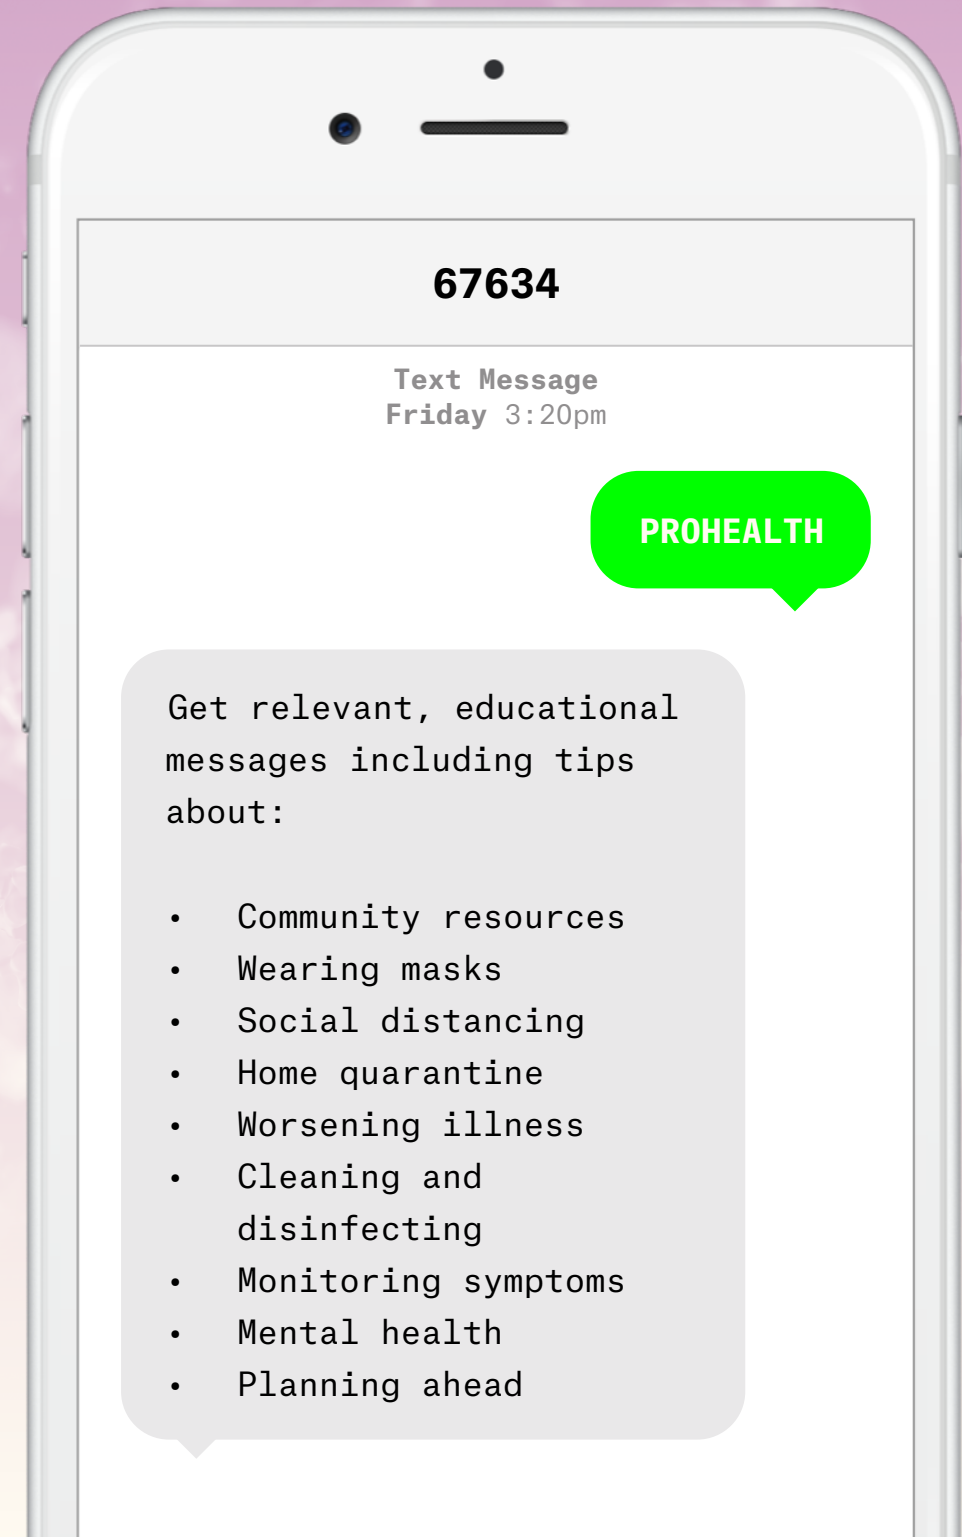 67634
Text Message
Friday 3:20pm
PROHEALTH
Get relevant, educational
messages including tips
about:
• Community resources
• Wearing masks
• Social distancing
• Home quarantine
• Worsening illness
• Cleaning and
disinfecting
• Monitoring symptoms
• Mental health
• Planning ahead